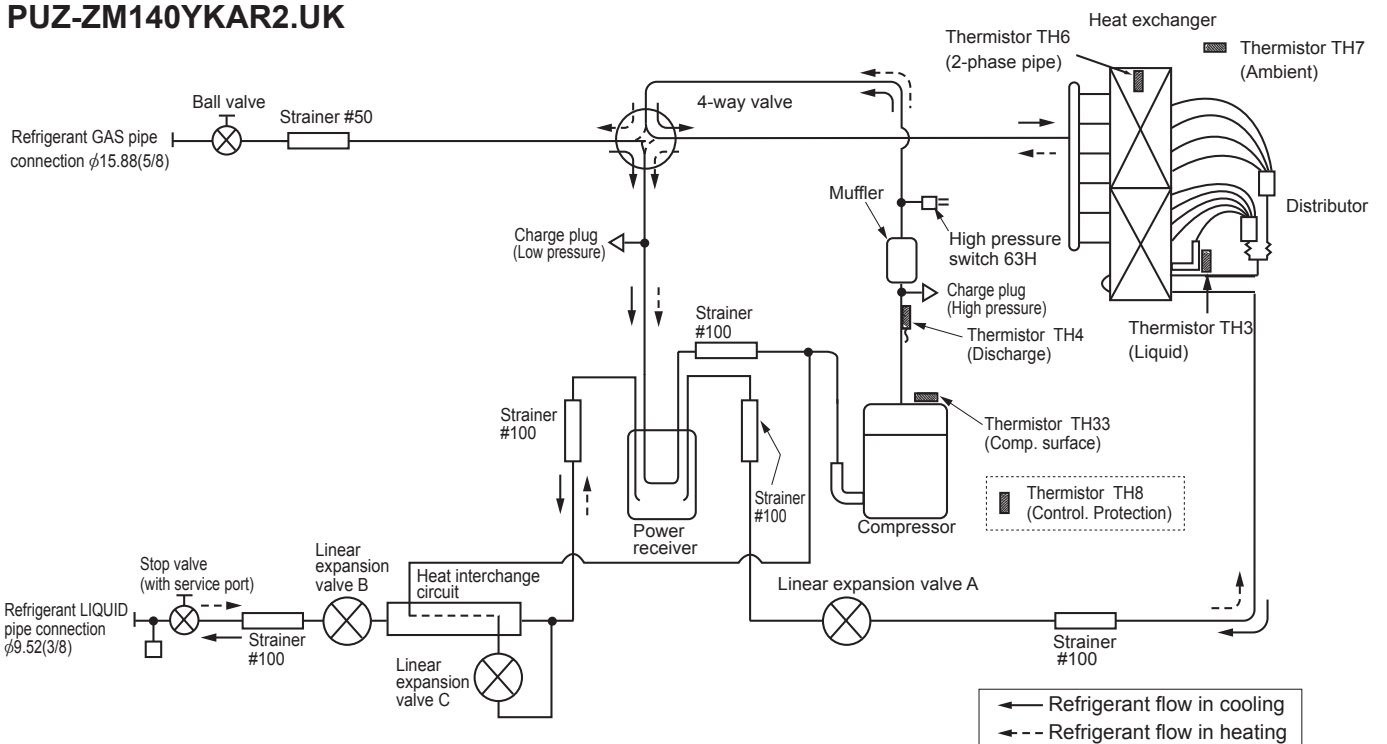 PUZ-ZM140YKAR2.UK
Heat exchanger
Thermistor TH6
(2-phase pipe)
Thermistor TH7
(Ambient)
Ball valve
Strainer #50
4-way valve
Refrigerant GAS pipe
connection ϕ15.88(5/8)
Muffler
Distributor
High pressure
switch 63H
Charge plug
(Low pressure)
Charge plug
(High pressure)
Strainer
#100
Thermistor TH4
(Discharge)
Thermistor TH3
(Liquid)
Strainer
#100
Thermistor TH33
(Comp. surface)
Strainer
#100
Thermistor TH8
(Control. Protection)
Power
receiver
Compressor
Stop valve
(with service port)
Linear
expansion
valve B
Heat interchange
circuit
Linear expansion valve A
Refrigerant LIQUID
pipe connection
ϕ9.52(3/8)
Strainer
#100
Linear
expansion
valve C
Strainer
#100
Refrigerant flow in cooling
Refrigerant flow in heating